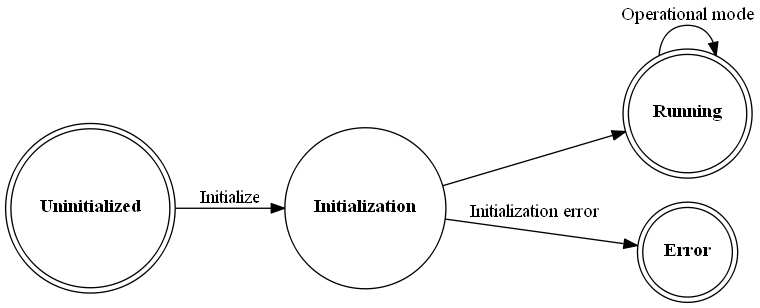 Operational mode
Running
Uninitialized
Initialize
Initialization
Initialization error
Error